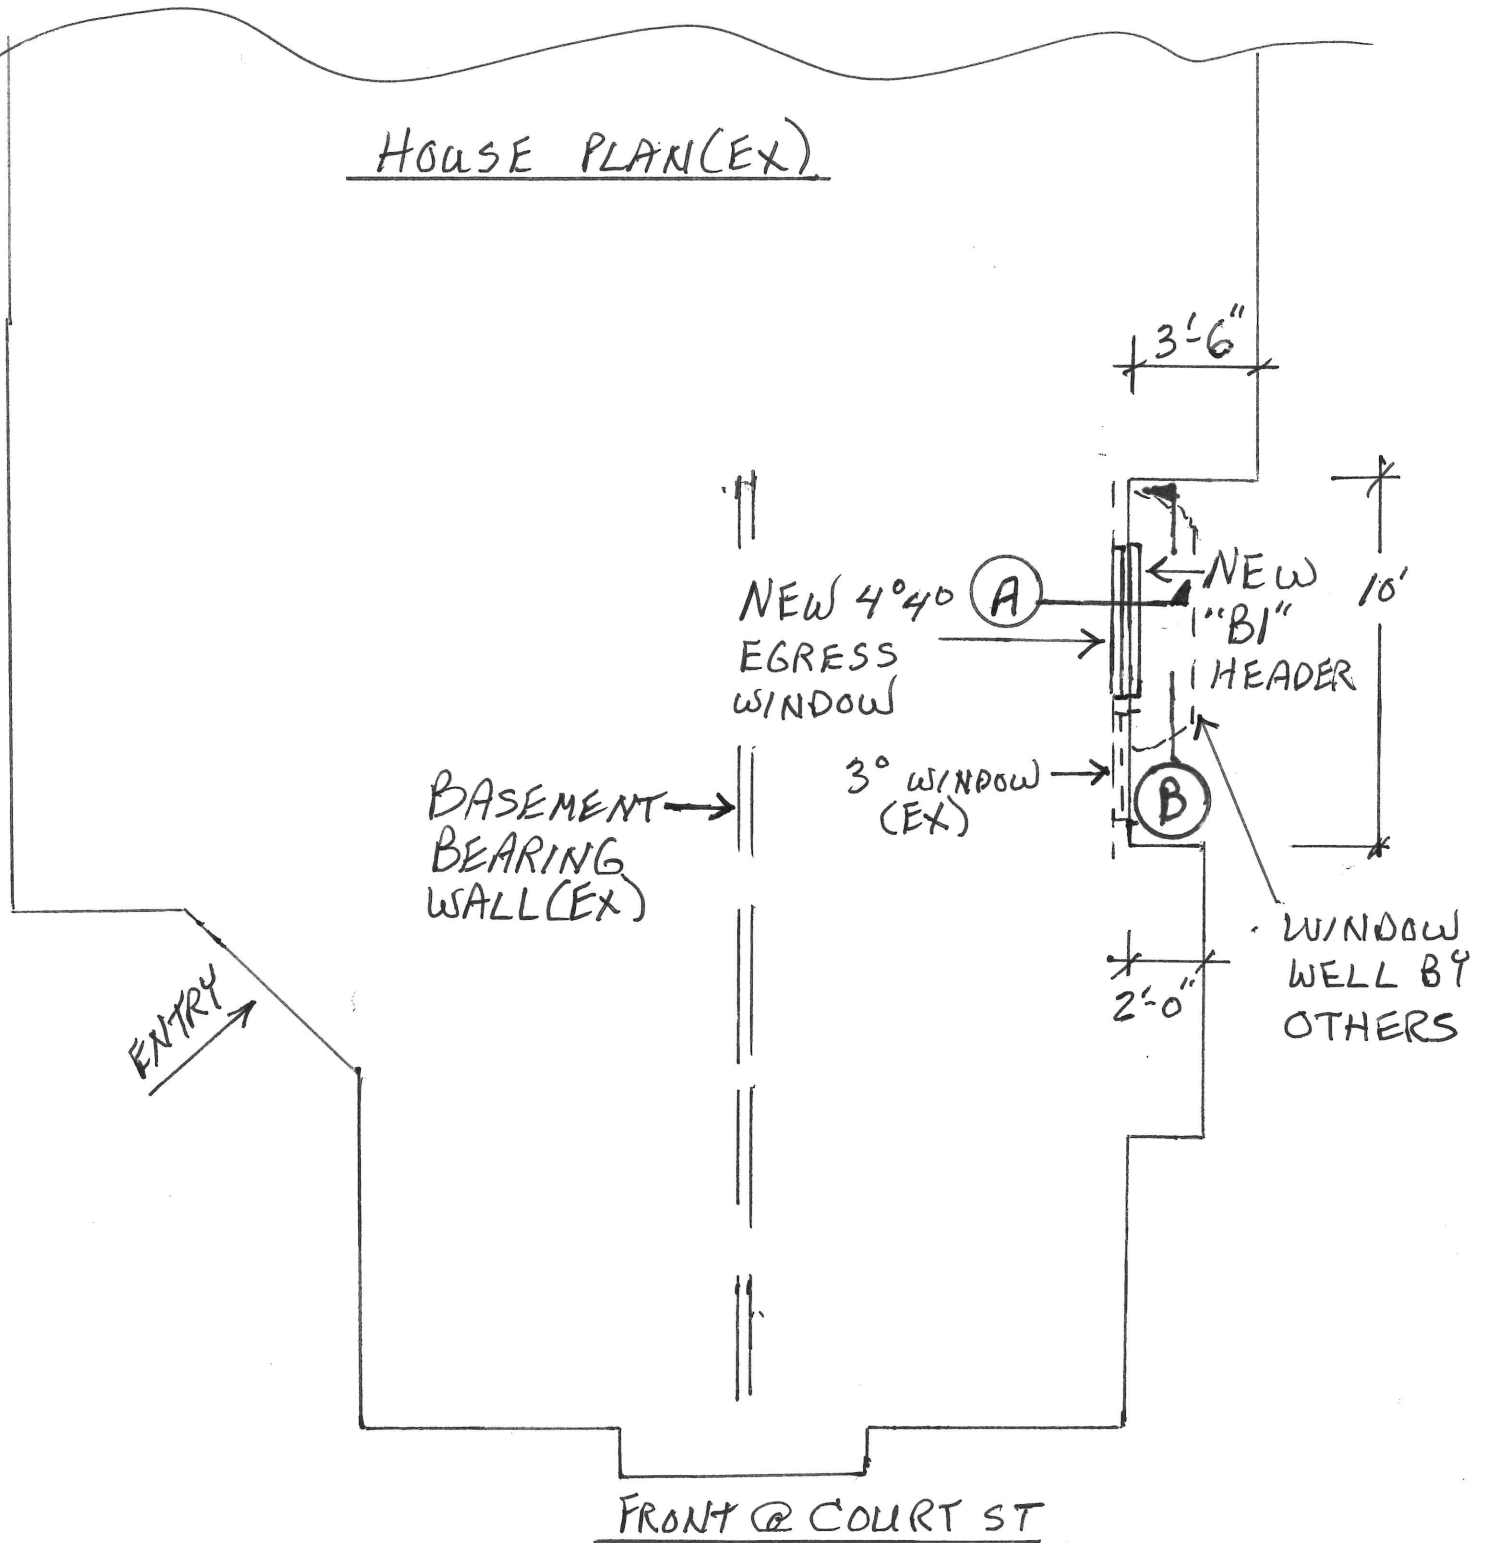 HOUSE PLAN(EX)
3'-6"
NEW 4°4° A
EGRESS
WINDOW
NEW
"B1"
HEADER
10'
3° WINDOW
(EX)
B
BASEMENT
BEARING
WALL(EX)
WINDOW
WELL BY
OTHERS
2'-0"
ENTRY
FRONT @ COURT ST